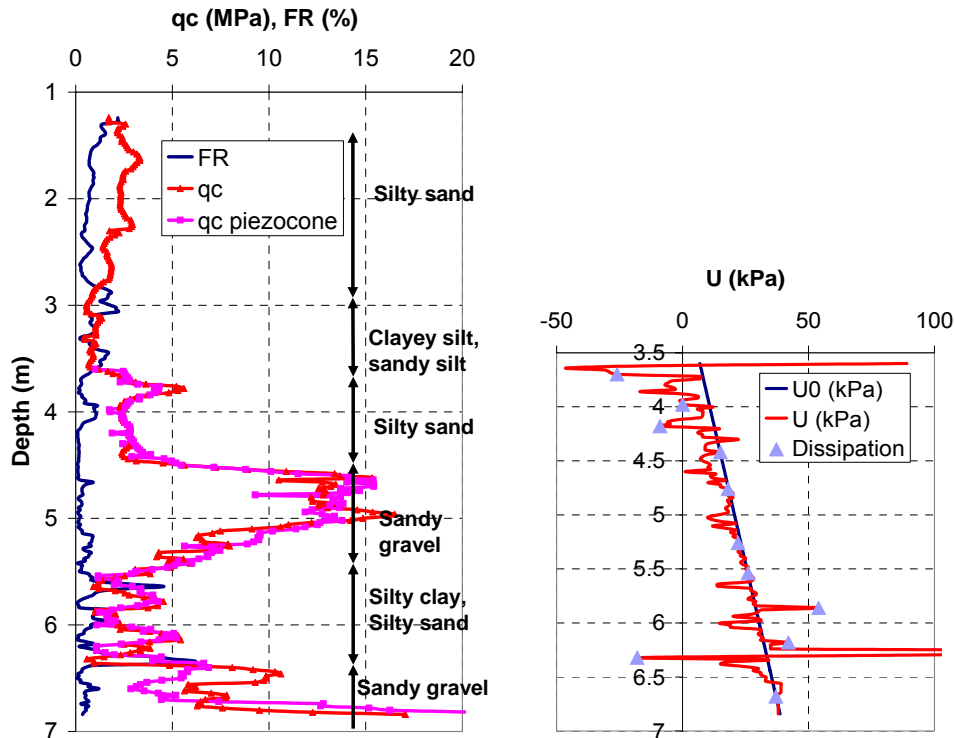 qc (MPa), FR (%)
0 5 10 15 20
1
2
3
4
5
6
7
Depth (m)
FR
qc
qc piezocone
Silty sand
Clayey silt,
sandy silt
Silty sand
Sandy
gravel
Silty clay,
Silty sand
Sandy gravel
U (kPa)
-50 0 50 100
3.5
4
4.5
5
5.5
6
6.5
7
U0 (kPa)
U (kPa)
Dissipation